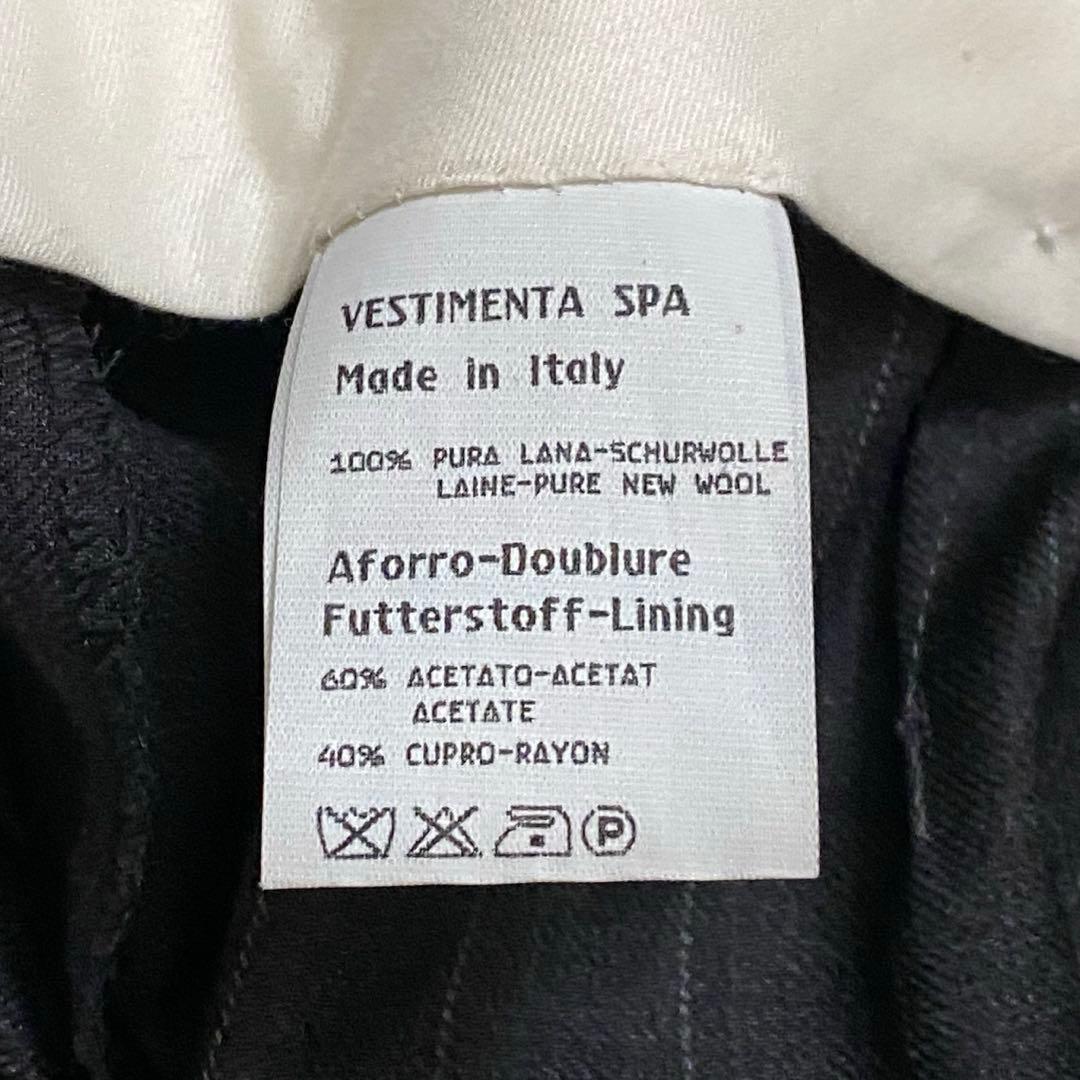 VESTIMENTA SPA
Made in Italy
100% PURA LANA-SCHURWOLLE
LAINE-PURE NEW WOOL
Aforro-Doublure
Futterstoff-Lining
60% ACETATO-ACETAT
ACETATE
40% CUPRO-RAYON
P